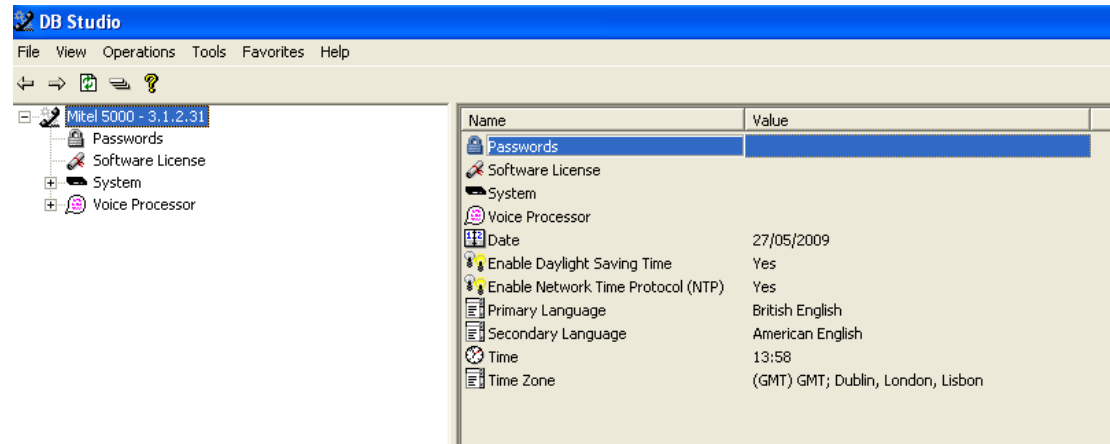 DB Studio
File View Operations Tools Favorites Help
Mitel 5000 - 3.1.2.31
Passwords
Software License
System
Voice Processor
Name Value
Passwords
Software License
System
Voice Processor
Date 27/05/2009
Enable Daylight Saving Time Yes
Enable Network Time Protocol (NTP) Yes
Primary Language British English
Secondary Language American English
Time 13:58
Time Zone (GMT) GMT; Dublin, London, Lisbon